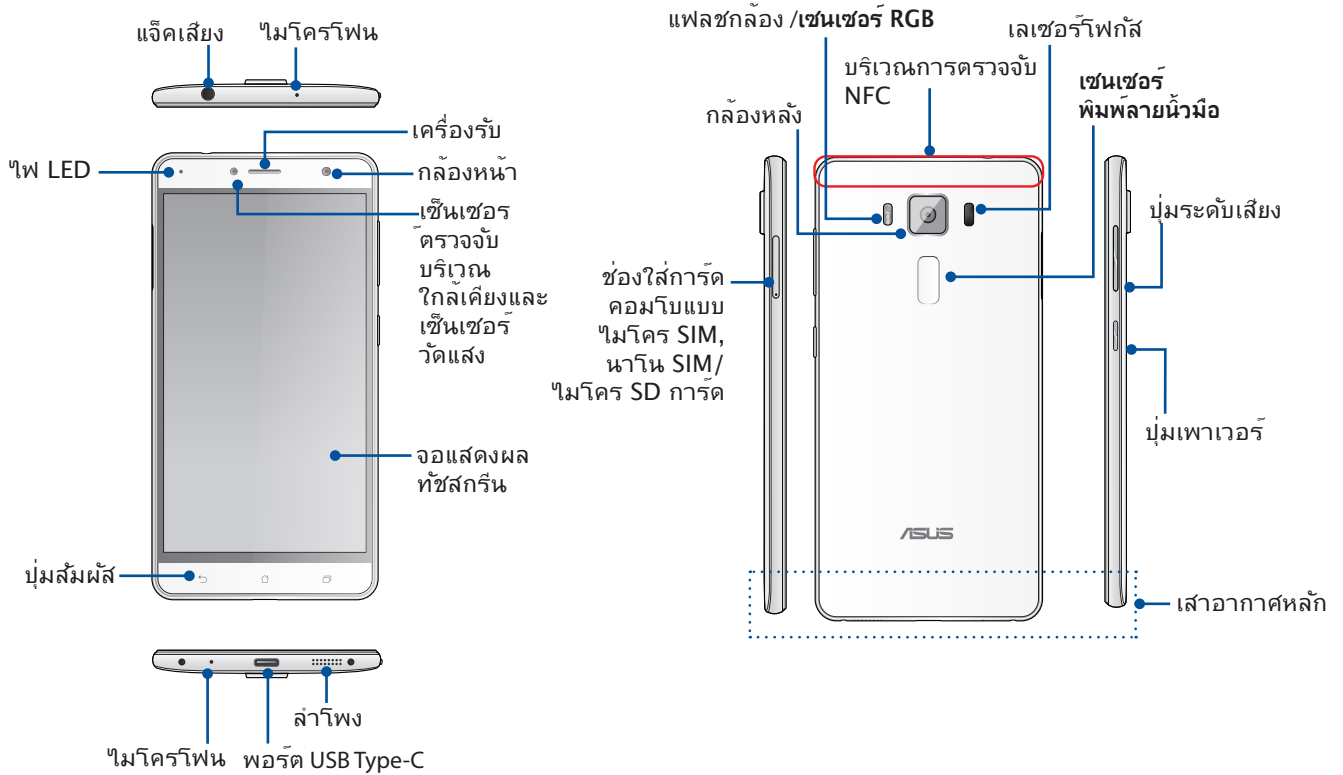 แจ็คเสียง
ไมโครโฟน
เครื่องรับ
ไฟ LED
กล้องหน้า
เซ็นเซอร
์ตรวจจับ
บริเวณ
ใกล้เคียงและ
เซ็นเซอร์
วัดแสง
จอแสดงผล
ทัชสกรีน
ปุ่มสัมผัส
ลำโพง
ไมโครโฟน
พอร์ต USB Type-C
แฟลชกล้อง /เซนเซอร์ RGB
เลเซอร์โฟกัส
บริเวณการตรวจจับ
NFC
เซนเซอร์
พิมพ์ลายนิ้วมือ
กล้องหลัง
ปุ่มระดับเสียง
ช่องใส่การ์ด
คอมโบแบบ
ไมโคร SIM,
นาโน SIM/
ไมโคร SD การ์ด
ปุ่มเพาเวอร์
ASUS
เสาอากาศหลัก